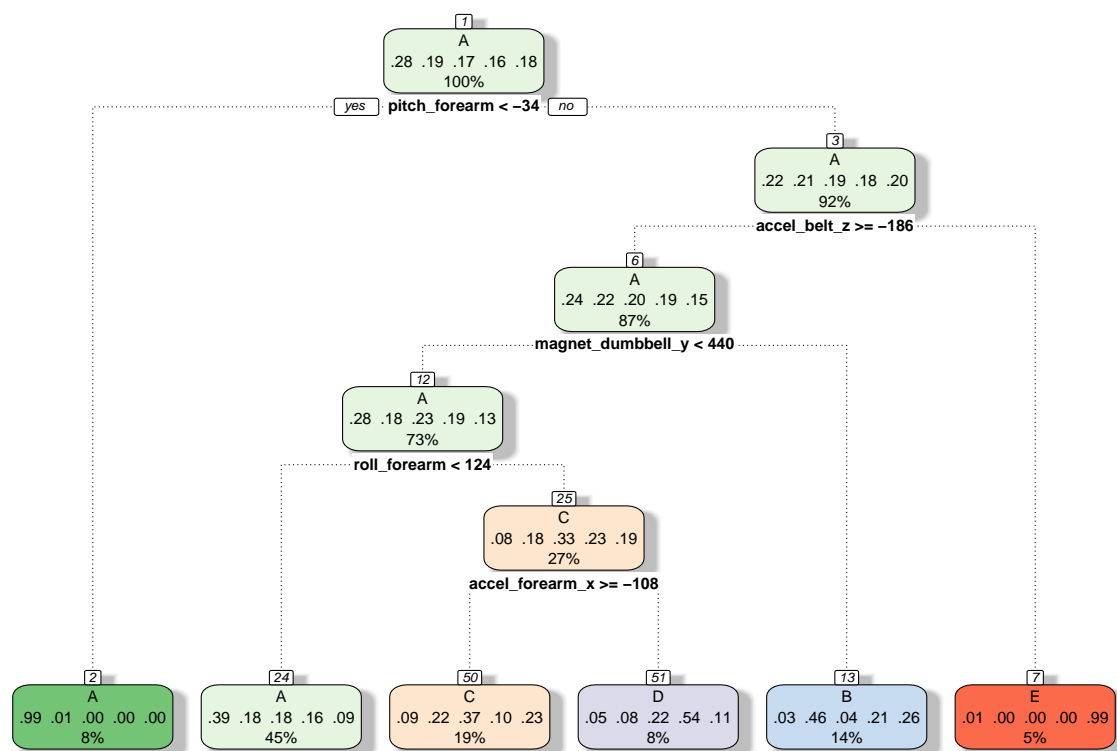 1
A
.28 .19 .17 .16 .18
100%
yes pitch_forearm < −34 no
3
A
.22 .21 .19 .18 .20
92%
accel_belt_z >= −186
6
A
.24 .22 .20 .19 .15
87%
magnet_dumbbell_y < 440
12
A
.28 .18 .23 .19 .13
73%
roll_forearm < 124
25
C
.08 .18 .33 .23 .19
27%
accel_forearm_x >= −108
2
A
.99 .01 .00 .00 .00
8%
24
A
.39 .18 .18 .16 .09
45%
50
C
.09 .22 .37 .10 .23
19%
51
D
.05 .08 .22 .54 .11
8%
13
B
.03 .46 .04 .21 .26
14%
7
E
.01 .00 .00 .00 .99
5%